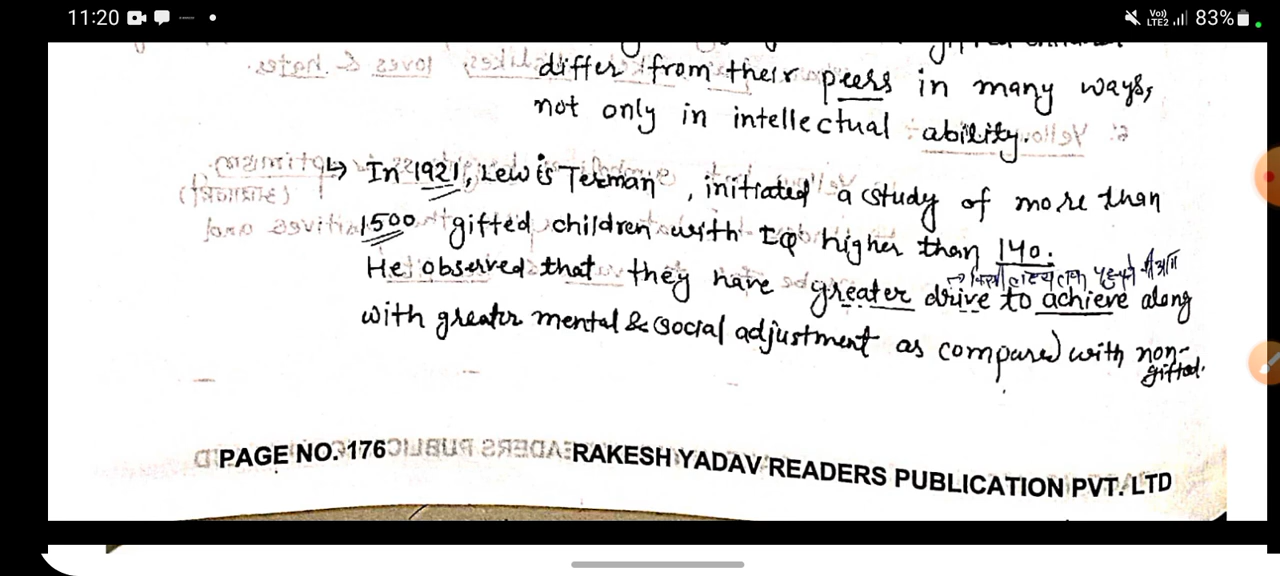 11:20
Vo)
LTE2 83%
differ from their peers in many ways,
not only in intellectual ability.
↳ In 1921, Lewis Terman, initiated a study of more than
1500 gifted children with IQ higher than 140.
He observed that they have greater drive to achieve along
with greater mental & social adjustment as compared with non-
gifted.
PAGE NO. 176 RAKESH YADAV READERS PUBLICATION PVT. LTD